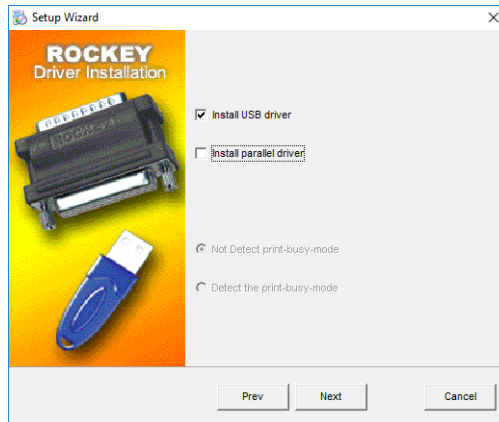 Setup Wizard
ROCKEY
Driver Installation
Install USB driver
Install parallel driver
Not Detect print-busy-mode
Detect the print-busy-mode
Prev
Next
Cancel